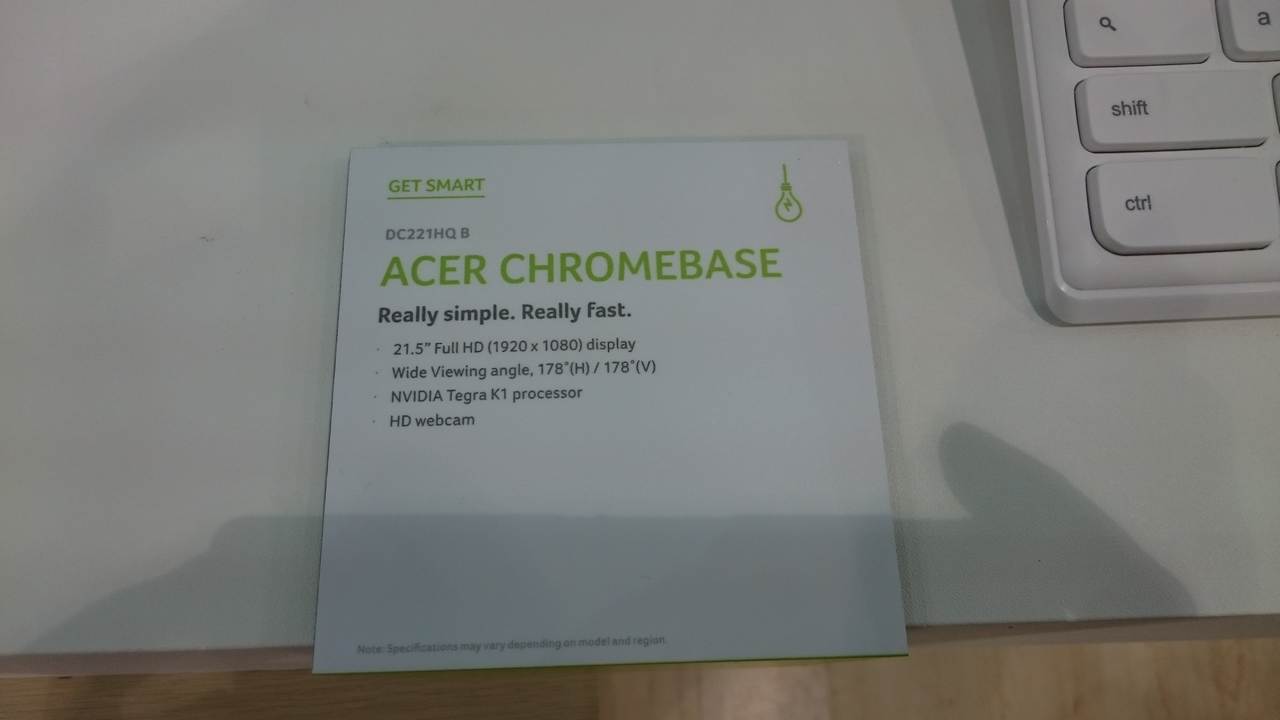 GET SMART
DC221HQ B
ACER CHROMEBASE
Really simple. Really fast.
· 21.5” Full HD (1920 x 1080) display
· Wide Viewing angle, 178°(H) / 178°(V)
· NVIDIA Tegra K1 processor
· HD webcam
Note: Specifications may vary depending on model and region.
a
shift
ctrl